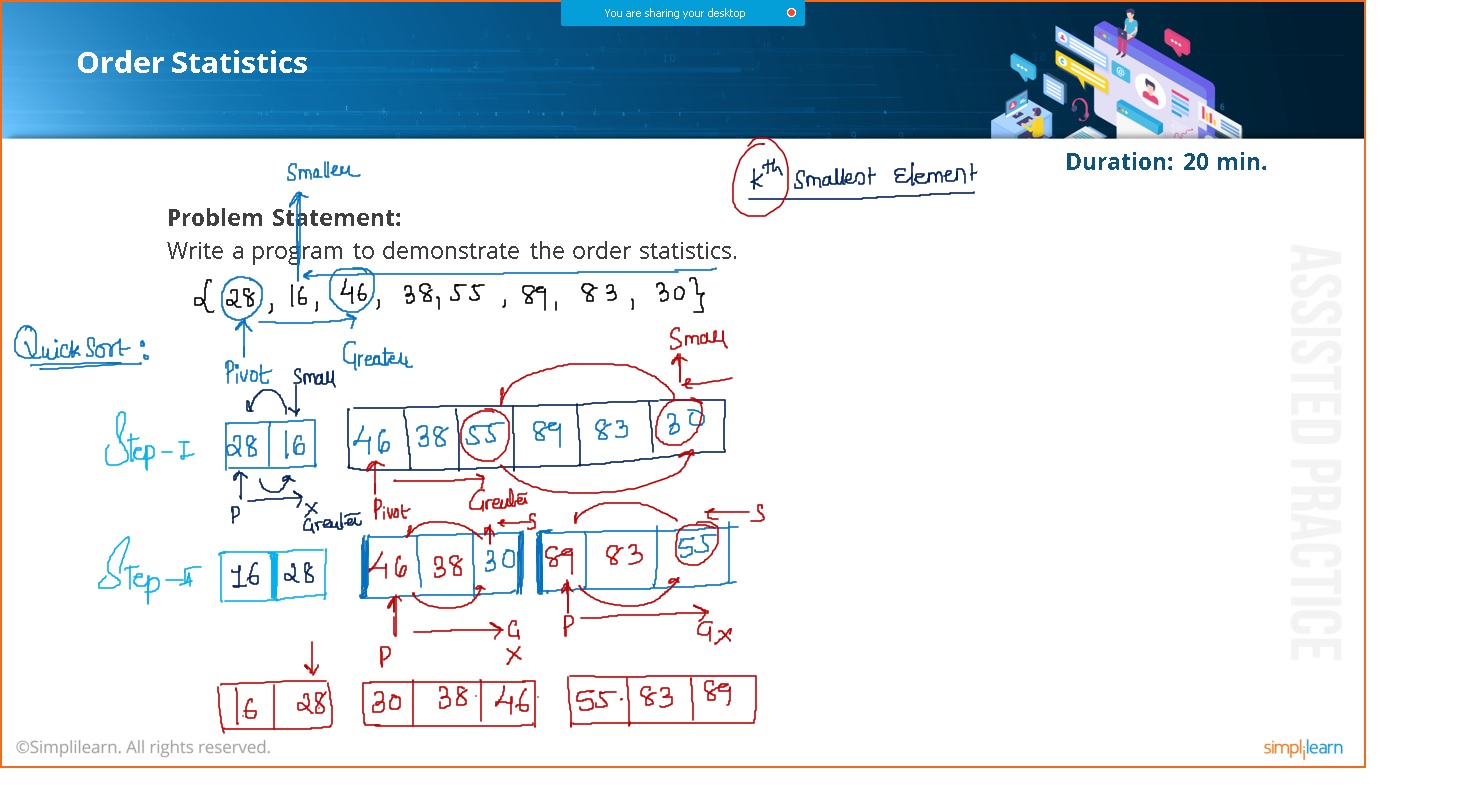 You are sharing your desktop
Order Statistics
Duration: 20 min.
Kth Smallest Element
Smaller
Problem Statement:
Write a program to demonstrate the order statistics.
{ 28, 16, 46, 38, 55, 89, 83, 30 }
Quick Sort:
Pivot
Greater
Small
Small
Step-I
28 16
46 38 55 89 83 30
P
X
Greater
Pivot
Greater
S
S
Step-II
16 28
46 38 30
89 83 55
P
G
X
P
G X
16 28
30 38 46
55 83 89
ASSISTED PRACTICE
©Simplilearn. All rights reserved.
simplilearn